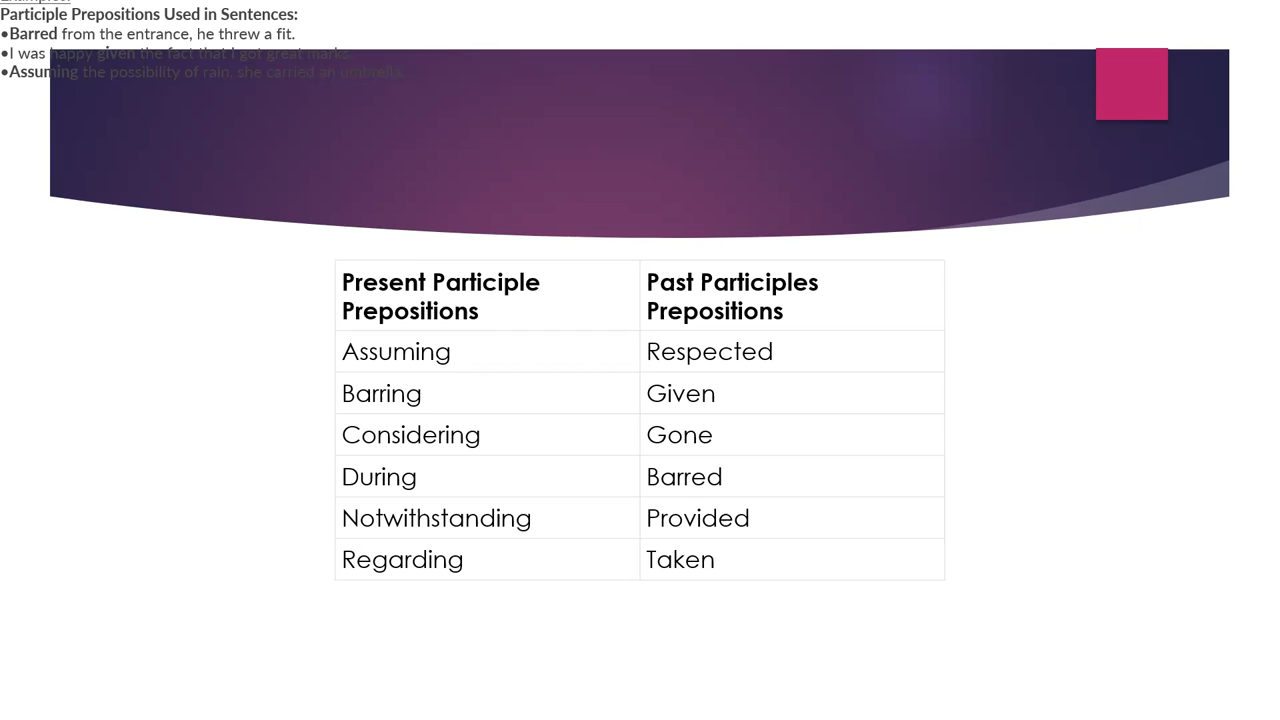 Participle Prepositions Used in Sentences:
•Barred from the entrance, he threw a fit.
•I was happy given the fact that I got great marks.
•Assuming the possibility of rain, she carried an umbrella.
Present Participle Prepositions
Past Participles Prepositions
Assuming
Respected
Barring
Given
Considering
Gone
During
Barred
Notwithstanding
Provided
Regarding
Taken